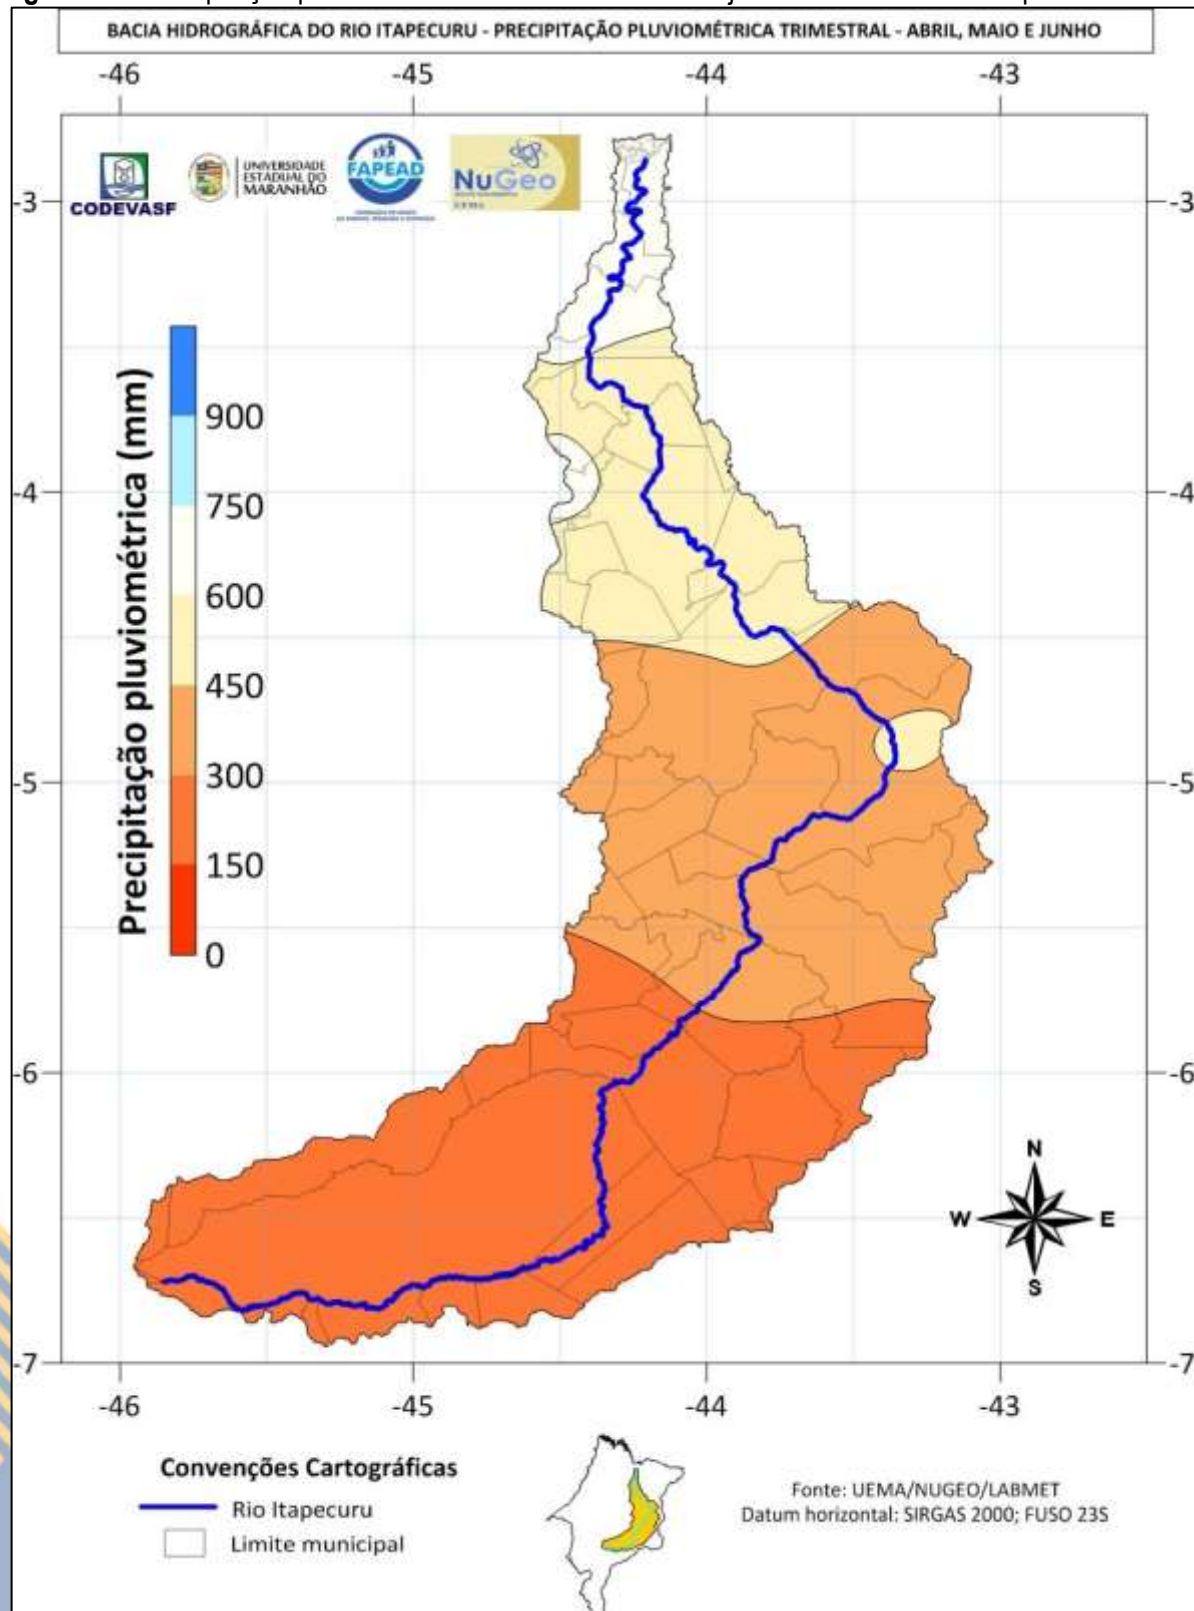 BACIA HIDROGRÁFICA DO RIO ITAPECURU - PRECIPITAÇÃO PLUVIOMÉTRICA TRIMESTRAL - ABRIL, MAIO E JUNHO
-46 -45 -44 -43
CODEVASF
UNIVERSIDADE
ESTADUAL DO
MARANHÃO
FAPEAD
NuGeo
-3 -3
Precipitação pluviométrica (mm)
900
750
600
450
300
150
0
-4 -4
-5 -5
-6 -6
N
W E
S
-7 -7
-46 -45 -44 -43
Convenções Cartográficas
Rio Itapecuru
Limite municipal
Fonte: UEMA/NUGEO/LABMET
Datum horizontal: SIRGAS 2000; FUSO 23S